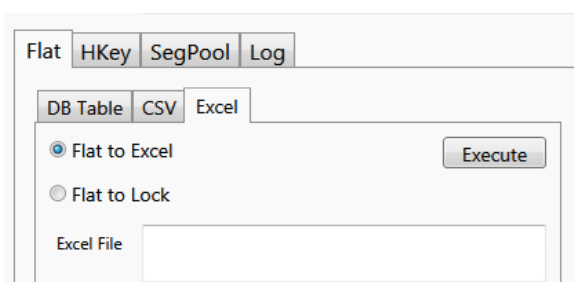 Flat HKey SegPool Log
DB Table CSV Excel
Flat to Excel Execute
Flat to Lock
Excel File